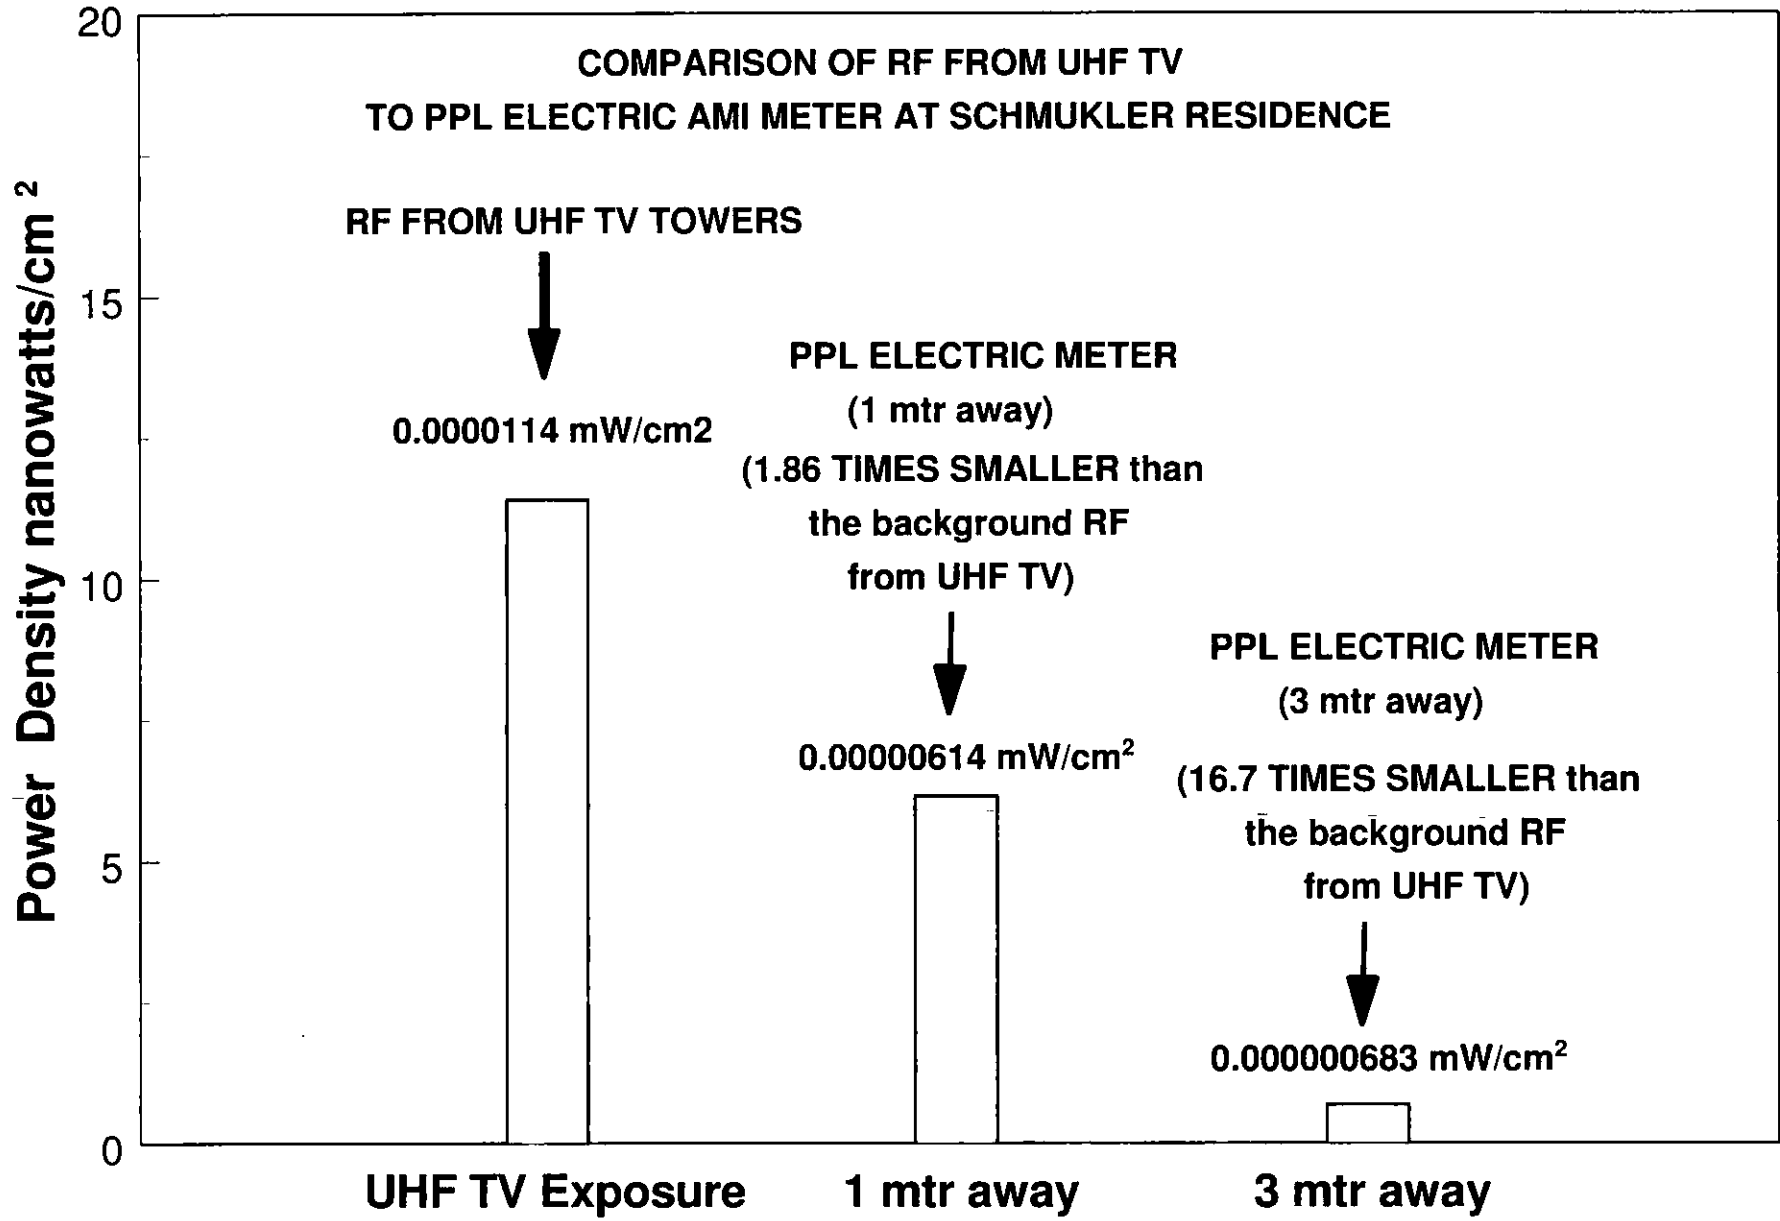 COMPARISON OF RF FROM UHF TV
TO PPL ELECTRIC AMI METER AT SCHMUKLER RESIDENCE
Power Density nanowatts/cm²
20
15
10
5
0
RF FROM UHF TV TOWERS
0.0000114 mW/cm2
PPL ELECTRIC METER
(1 mtr away)
(1.86 TIMES SMALLER than
the background RF
from UHF TV)
0.00000614 mW/cm²
PPL ELECTRIC METER
(3 mtr away)
(16.7 TIMES SMALLER than
the background RF
from UHF TV)
0.000000683 mW/cm²
UHF TV Exposure
1 mtr away
3 mtr away